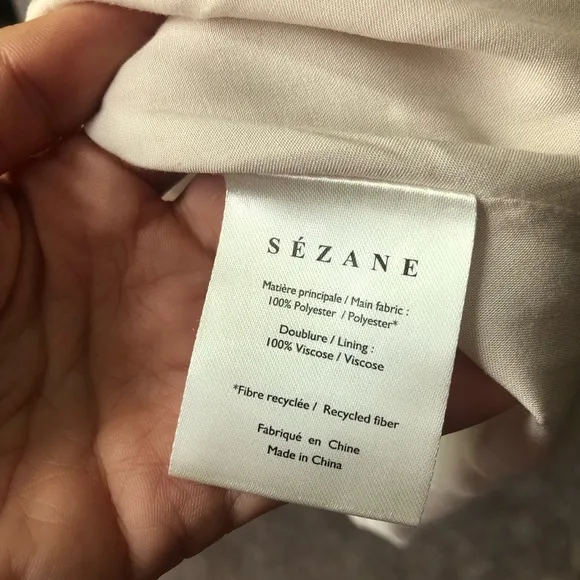 SÉZANE
Matière principale / Main fabric :
100% Polyester / Polyester*
Doublure / Lining :
100% Viscose / Viscose
*Fibre recyclée / Recycled fiber
Fabriqué en Chine
Made in China